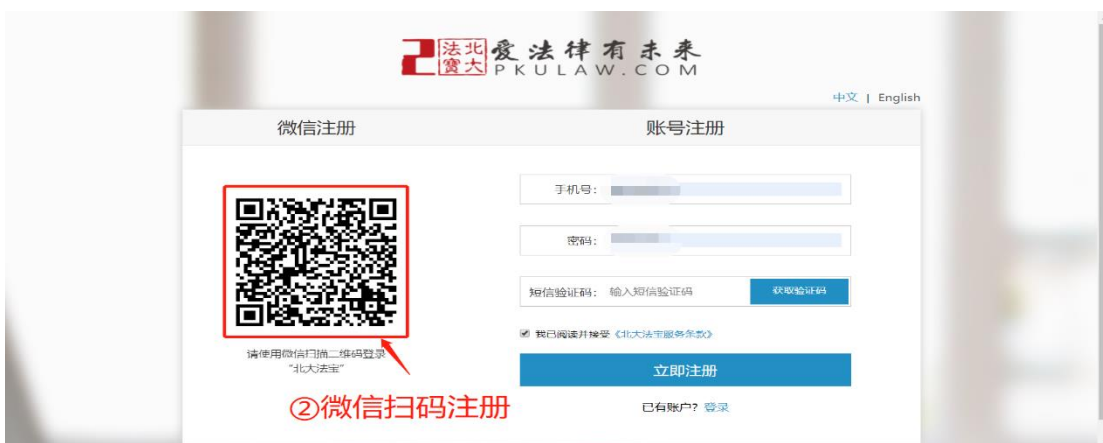 法北
寶大
爱法律有未来
PKULAW.COM
中文 | English
微信注册
账号注册
手机号：
密码：
短信验证码： 输入短信验证码 获取验证码
我已阅读并接受《北大法宝服务条款》
请使用微信扫描二维码登录
“北大法宝”
立即注册
②微信扫码注册
已有账户？ 登录